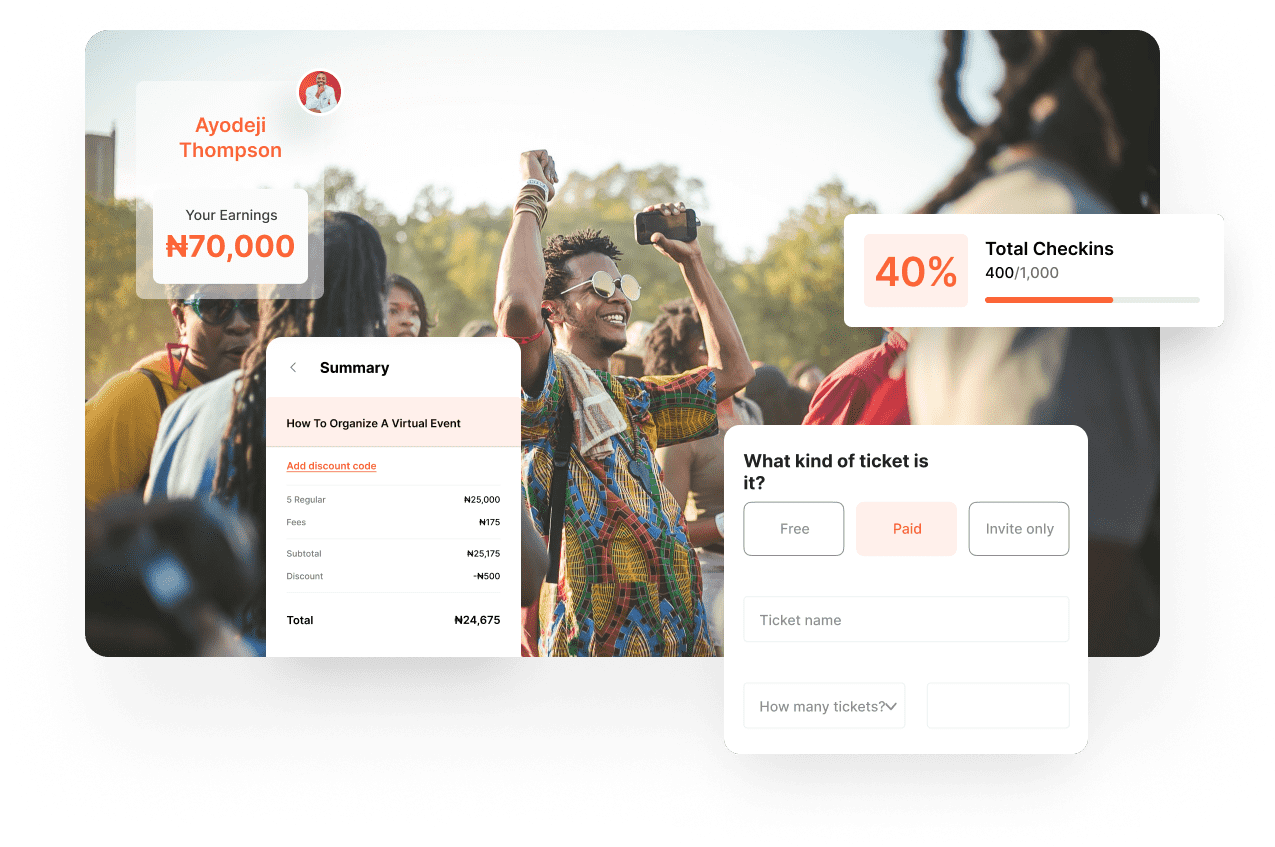 Ayodeji
Thompson
Your Earnings
₦70,000
40%
Total Checkins
400/1,000
Summary
How To Organize A Virtual Event
Add discount code
5 Regular ₦25,000
Fees ₦175
Subtotal ₦25,175
Discount -₦500
Total ₦24,675
What kind of ticket is
it?
Free Paid Invite only
Ticket name
How many tickets?